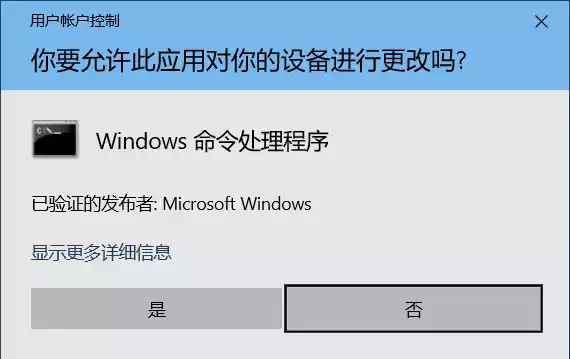 用户帐户控制
你要允许此应用对你的设备进行更改吗?
Windows 命令处理程序
已验证的发布者: Microsoft Windows
显示更多详细信息
是
否